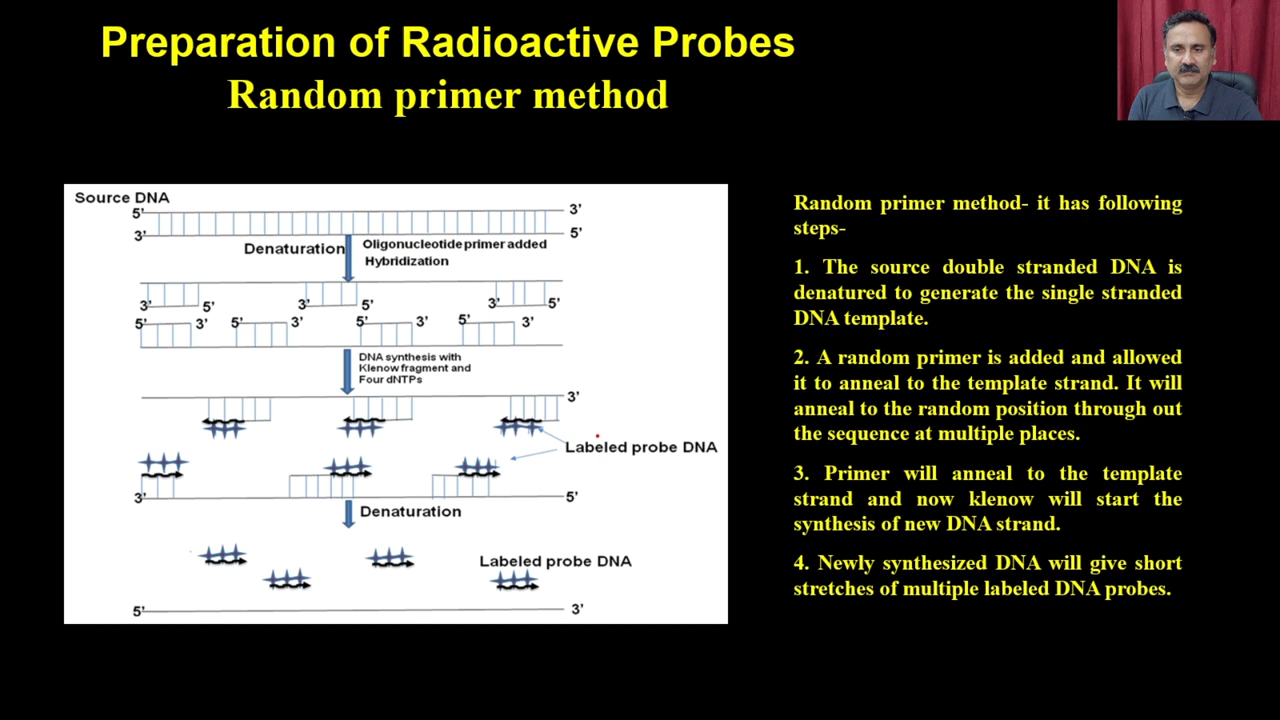 Preparation of Radioactive Probes
Random primer method
Source DNA
5’
3’
3’
5’
Denaturation
Oligonucleotide primer added
Hybridization
3’
5’
3’
5’
3’
5’
5’
3’
5’
3’
5’
3’
5’
3’
DNA synthesis with
Klenow fragment and
Four dNTPs
3’
Labeled probe DNA
3’
5’
Denaturation
Labeled probe DNA
5’
3’
Random primer method- it has following
steps-
1. The source double stranded DNA is
denatured to generate the single stranded
DNA template.
2. A random primer is added and allowed
it to anneal to the template strand. It will
anneal to the random position through out
the sequence at multiple places.
3. Primer will anneal to the template
strand and now klenow will start the
synthesis of new DNA strand.
4. Newly synthesized DNA will give short
stretches of multiple labeled DNA probes.